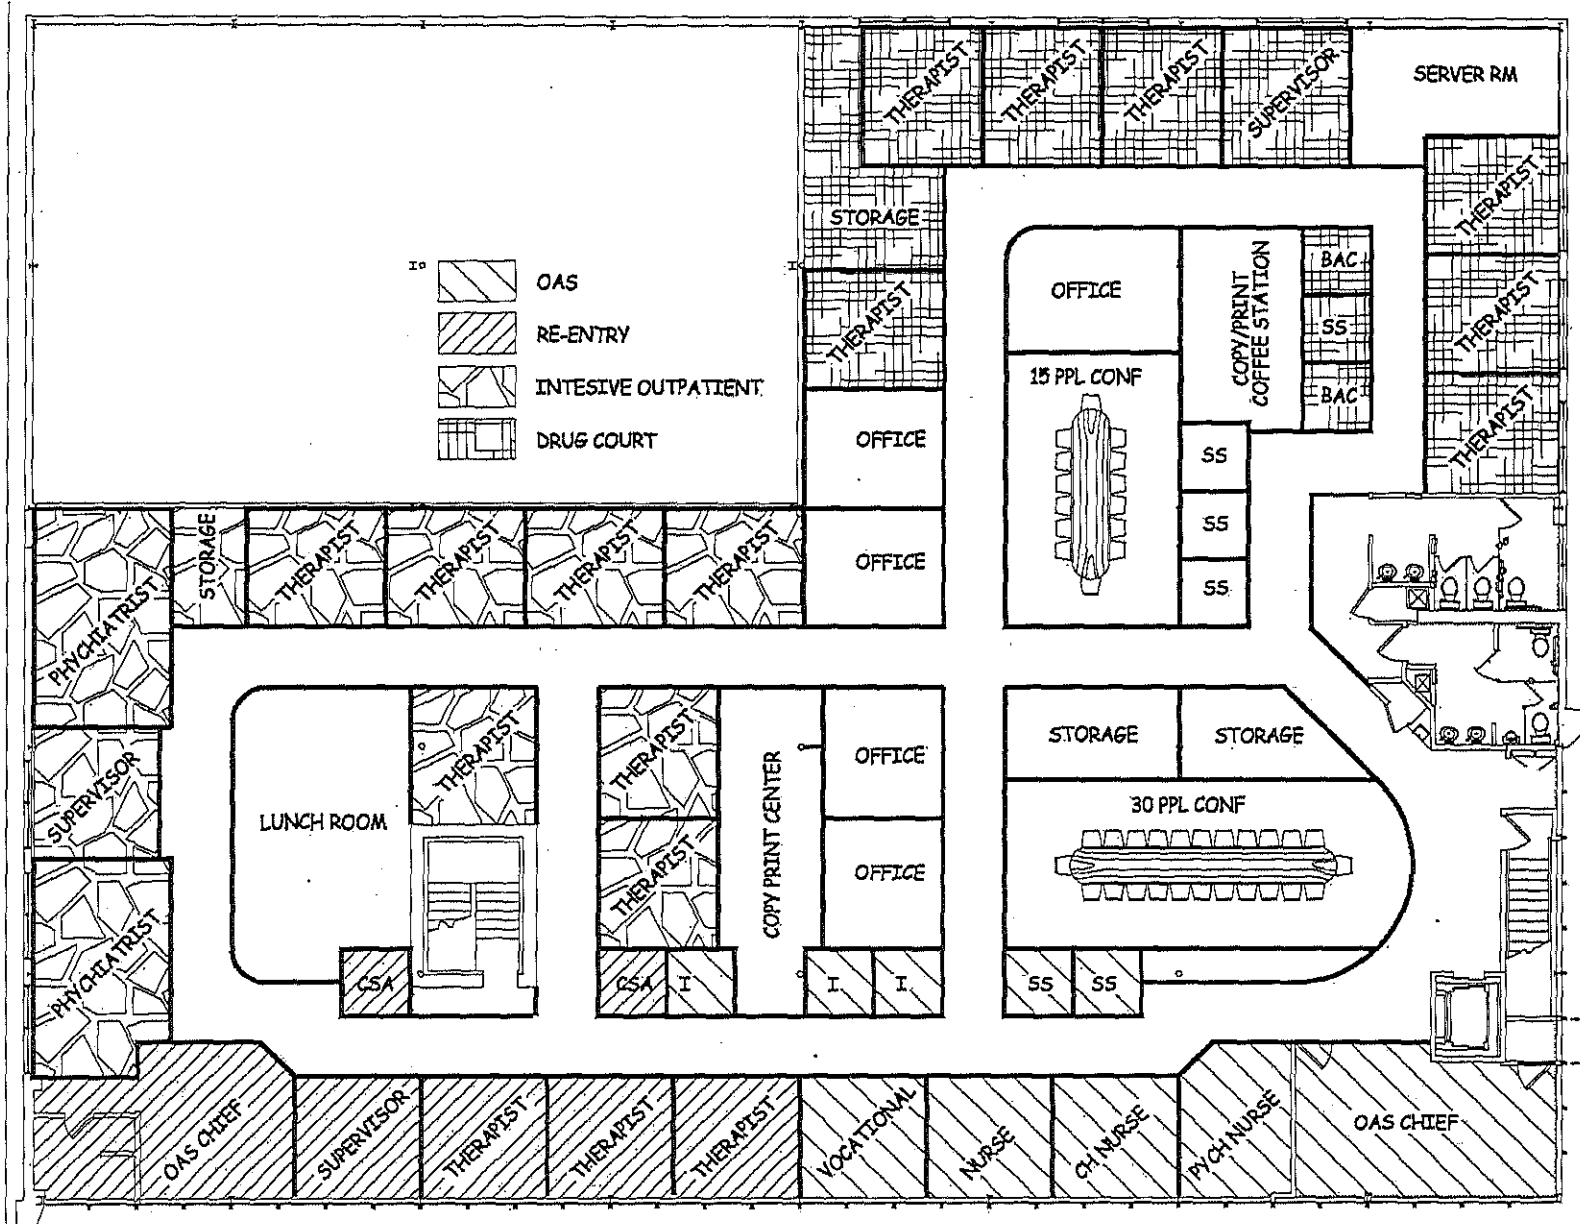 THERAPIST
THERAPIST
THERAPIST
SUPERVISOR
SERVER RM
THERAPIST
STORAGE
OAS
RE-ENTRY
INTESIVE OUTPATIENT
DRUG COURT
THERAPIST
OFFICE
COPY/PRINT
COFFEE STATION
BAC
SS
BAC
THERAPIST
15 PPL CONF
OFFICE
SS
THERAPIST
PHYCHIATRIST
STORAGE
THERAPIST
THERAPIST
THERAPIST
THERAPIST
OFFICE
SS
SS
SUPERVISOR
LUNCH ROOM
THERAPIST
THERAPIST
COPY PRINT CENTER
OFFICE
STORAGE
STORAGE
30 PPL CONF
THERAPIST
OFFICE
PHYCHIATRIST
CSA
CSA
I
I
I
SS
SS
OAS CHIEF
SUPERVISOR
THERAPIST
THERAPIST
THERAPIST
VOCATIONAL
NURSE
CH NURSE
PYCH NURSE
OAS CHIEF